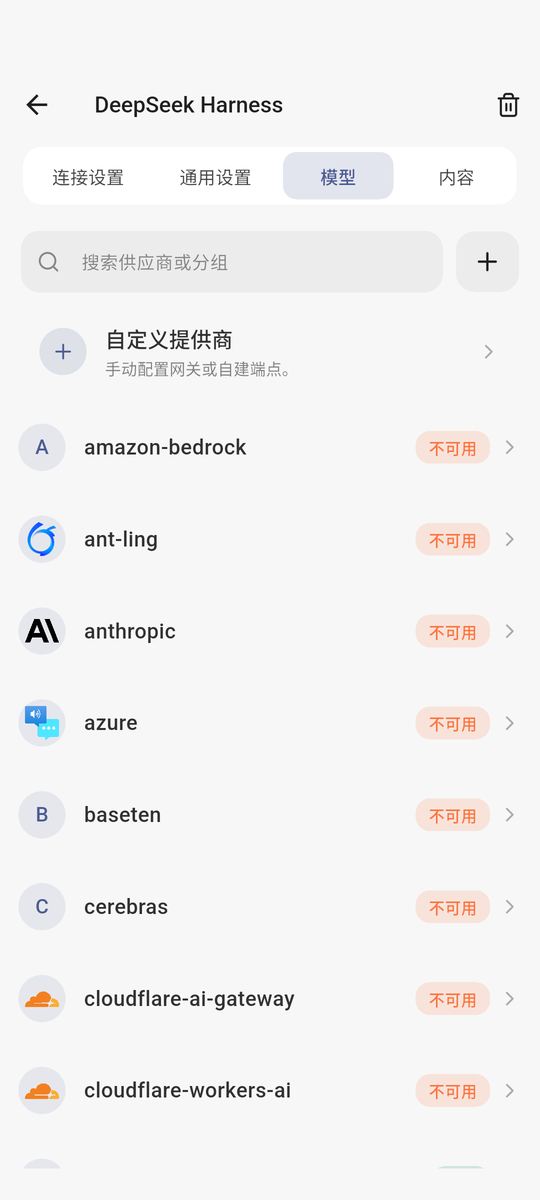 DeepSeek Harness
连接设置 通用设置 模型 内容
搜索供应商或分组
自定义提供商
手动配置网关或自建端点。
A amazon-bedrock 不可用
ant-ling 不可用
anthropic 不可用
azure 不可用
B baseten 不可用
C cerebras 不可用
cloudflare-ai-gateway 不可用
cloudflare-workers-ai 不可用